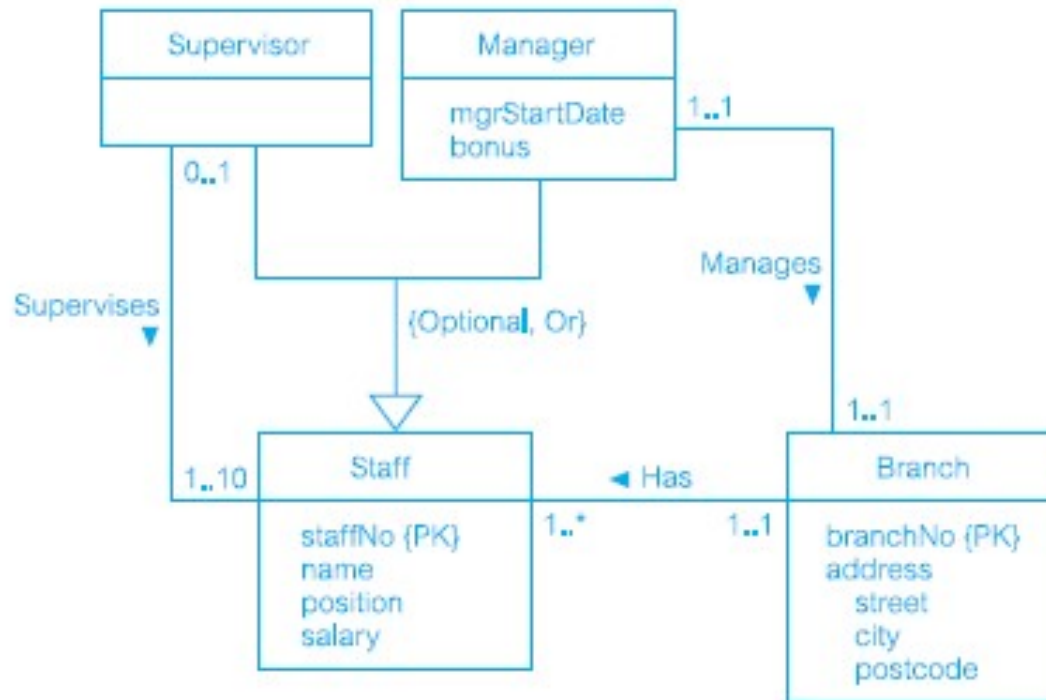 Supervisor
Manager
mgrStartDate
bonus
1..1
0..1
Manages
Supervises
{Optional, Or}
1..1
Staff
Branch
1..10
Has
1..*
1..1
staffNo {PK}
name
position
salary
branchNo {PK}
address
street
city
postcode